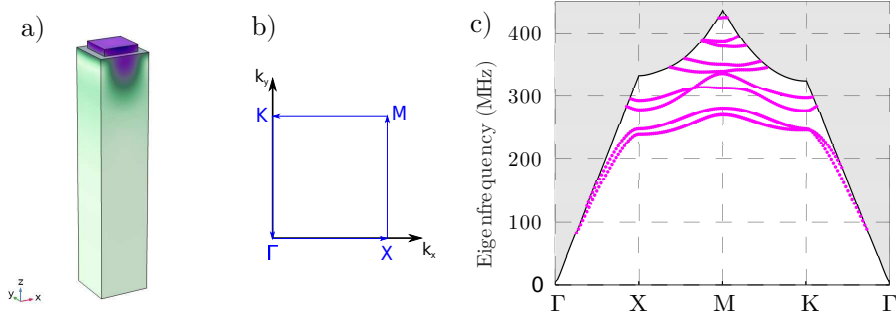 a)
z
y
x
b)
k_y
K
M
Γ
X
k_x
c)
Eigenfrequency (MHz)
400
300
200
100
0
Γ
X
M
K
Γ